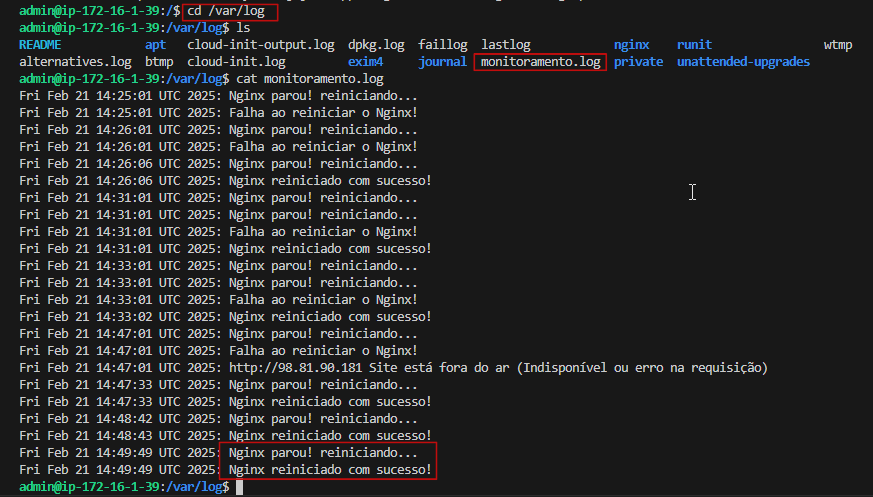 admin@ip-172-16-1-39:/$ cd /var/log
admin@ip-172-16-1-39:/var/log$ ls
README apt cloud-init-output.log dpkg.log faillog lastlog nginx runit wtmp
alternatives.log btmp cloud-init.log exim4 journal monitoramento.log private unattended-upgrades
admin@ip-172-16-1-39:/var/log$ cat monitoramento.log
Fri Feb 21 14:25:01 UTC 2025: Nginx parou! reiniciando...
Fri Feb 21 14:25:01 UTC 2025: Falha ao reiniciar o Nginx!
Fri Feb 21 14:26:01 UTC 2025: Nginx parou! reiniciando...
Fri Feb 21 14:26:01 UTC 2025: Falha ao reiniciar o Nginx!
Fri Feb 21 14:26:06 UTC 2025: Nginx parou! reiniciando...
Fri Feb 21 14:26:06 UTC 2025: Nginx reiniciado com sucesso!
Fri Feb 21 14:31:01 UTC 2025: Nginx parou! reiniciando...
Fri Feb 21 14:31:01 UTC 2025: Nginx parou! reiniciando...
Fri Feb 21 14:31:01 UTC 2025: Falha ao reiniciar o Nginx!
Fri Feb 21 14:31:01 UTC 2025: Nginx reiniciado com sucesso!
Fri Feb 21 14:33:01 UTC 2025: Nginx parou! reiniciando...
Fri Feb 21 14:33:01 UTC 2025: Nginx parou! reiniciando...
Fri Feb 21 14:33:01 UTC 2025: Falha ao reiniciar o Nginx!
Fri Feb 21 14:33:02 UTC 2025: Nginx reiniciado com sucesso!
Fri Feb 21 14:47:01 UTC 2025: Nginx parou! reiniciando...
Fri Feb 21 14:47:01 UTC 2025: Falha ao reiniciar o Nginx!
Fri Feb 21 14:47:01 UTC 2025: http://98.81.90.181 Site está fora do ar (Indisponível ou erro na requisição)
Fri Feb 21 14:47:33 UTC 2025: Nginx parou! reiniciando...
Fri Feb 21 14:47:33 UTC 2025: Nginx reiniciado com sucesso!
Fri Feb 21 14:48:42 UTC 2025: Nginx parou! reiniciando...
Fri Feb 21 14:48:43 UTC 2025: Nginx reiniciado com sucesso!
Fri Feb 21 14:49:49 UTC 2025: Nginx parou! reiniciando...
Fri Feb 21 14:49:49 UTC 2025: Nginx reiniciado com sucesso!
admin@ip-172-16-1-39:/var/log$